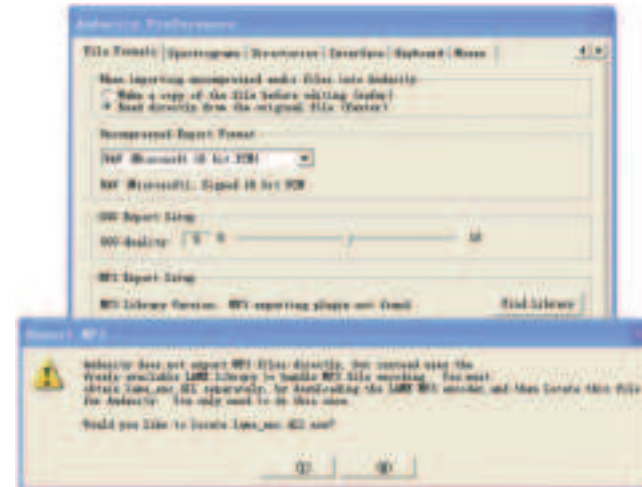 Audacity Preferences
File Formats Spectrograms Directories Interface Keyboard Mouse
When importing uncompressed audio files into Audacity
Make a copy of the file before editing (safer)
Read directly from the original file (faster)
Uncompressed Export Format
WAV (Microsoft 16 bit PCM)
WAV (Microsoft), Signed 16 bit PCM
OGG Export Setup
OGG Quality: 0 10
MP3 Export Setup
MP3 Library Version: MP3 exporting plugin not found Find Library
Export MP3
Audacity does not export MP3 files directly, but instead uses the
freely available LAME library to handle MP3 file encoding. You must
obtain lame_enc.dll separately, by downloading the LAME MP3 encoder, and then locate this file
for Audacity. You only need to do this once.
Would you like to locate lame_enc.dll now?